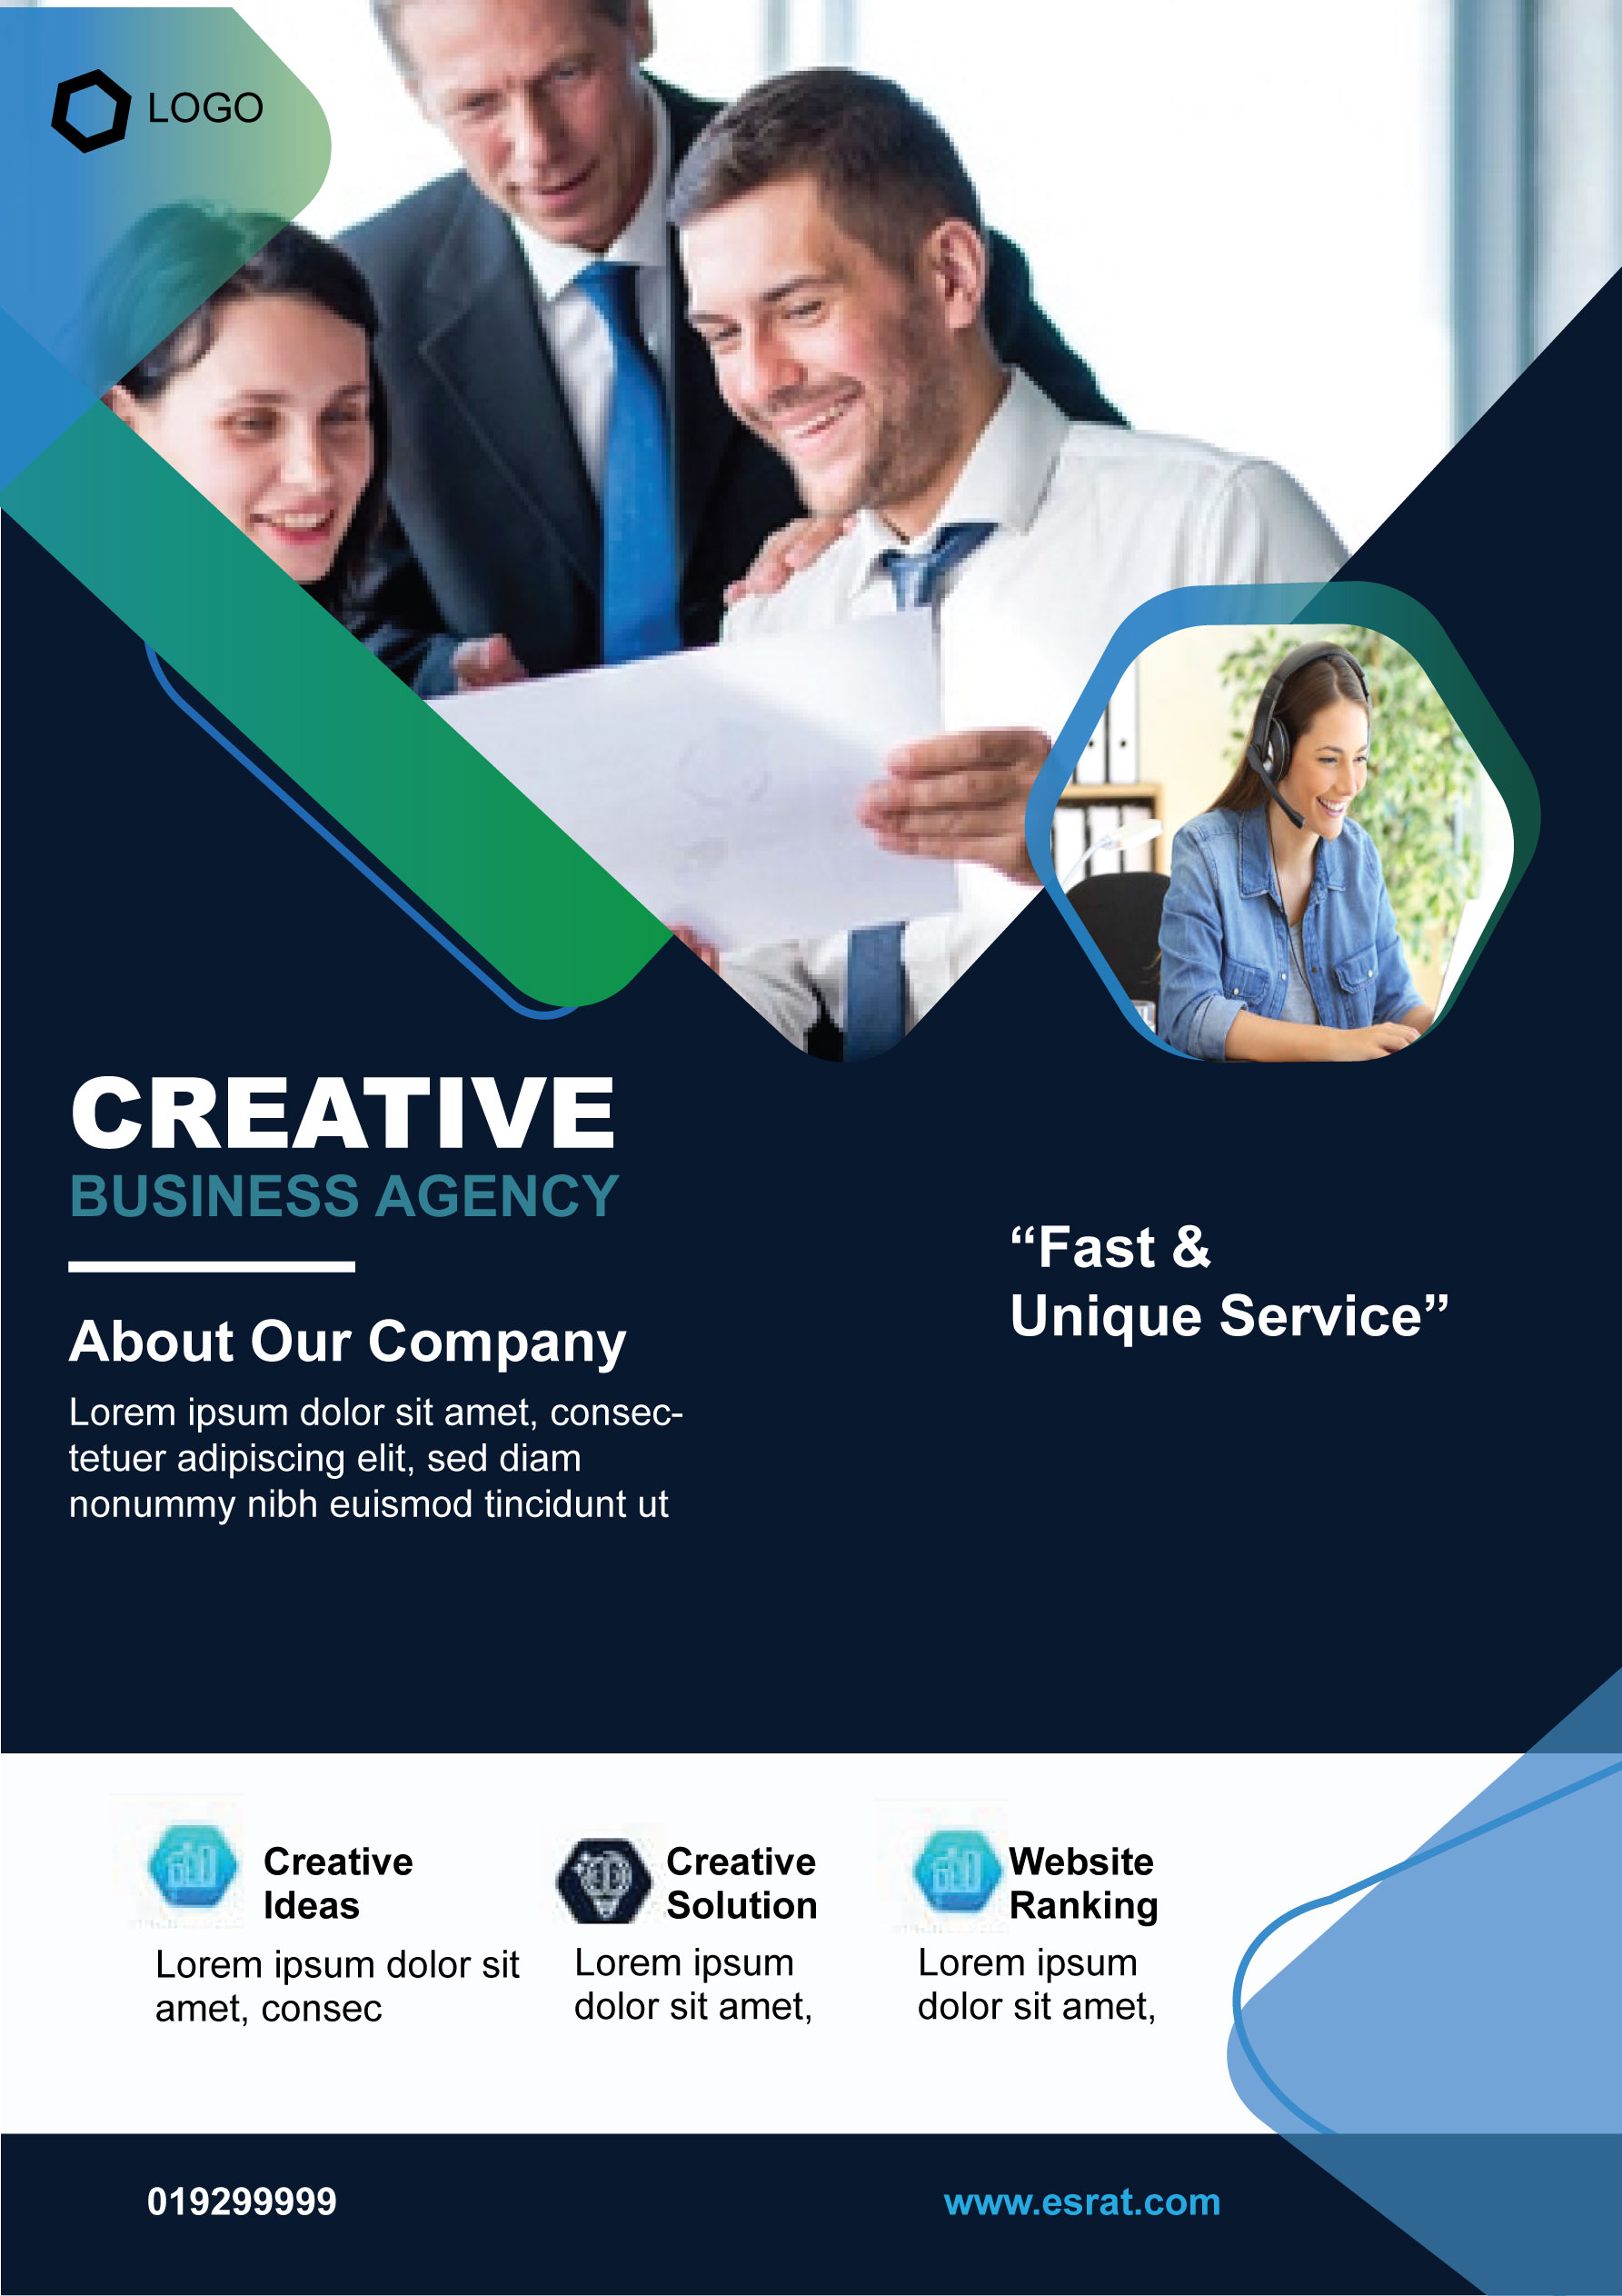 LOGO
CREATIVE
BUSINESS AGENCY
About Our Company
Lorem ipsum dolor sit amet, consec-
tetuer adipiscing elit, sed diam
nonummy nibh euismod tincidunt ut
“Fast &
Unique Service”
Creative
Ideas
Lorem ipsum dolor sit
amet, consec
Creative
Solution
Lorem ipsum
dolor sit amet,
Website
Ranking
Lorem ipsum
dolor sit amet,
019299999
www.esrat.com